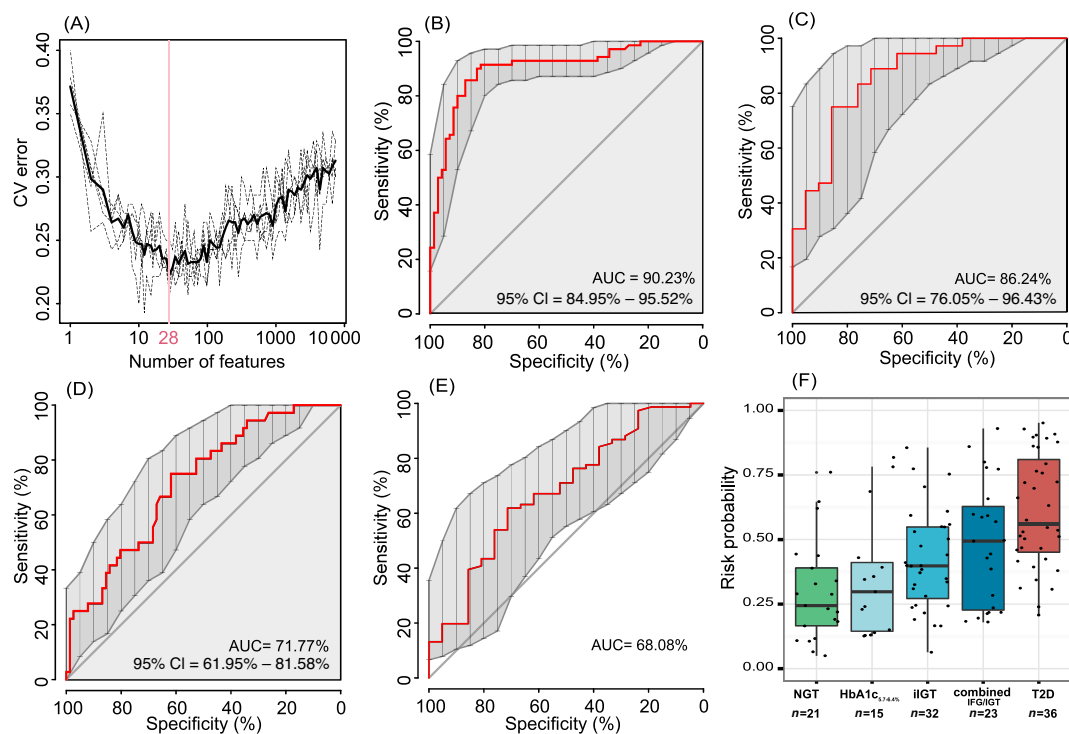 (A)
CV error
0.40
0.35
0.30
0.25
0.20
1
10
28
100
1000
10 000
Number of features
(B)
Sensitivity (%)
100
80
60
40
20
0
AUC = 90.23%
95% CI = 84.95% – 95.52%
100
80
60
40
20
0
Specificity (%)
(C)
Sensitivity (%)
100
80
60
40
20
0
AUC= 86.24%
95% CI = 76.05% – 96.43%
100
80
60
40
20
0
Specificity (%)
(D)
Sensitivity (%)
100
80
60
40
20
0
AUC= 71.77%
95% CI = 61.95% – 81.58%
100
80
60
40
20
0
Specificity (%)
(E)
Sensitivity (%)
100
80
60
40
20
0
AUC= 68.08%
100
80
60
40
20
0
Specificity (%)
(F)
Risk probability
1.00
0.75
0.50
0.25
0.00
NGT
HbA1c5.7-6.4%
iIGT
combined
IFG/IGT
T2D
n=21
n=15
n=32
n=23
n=36